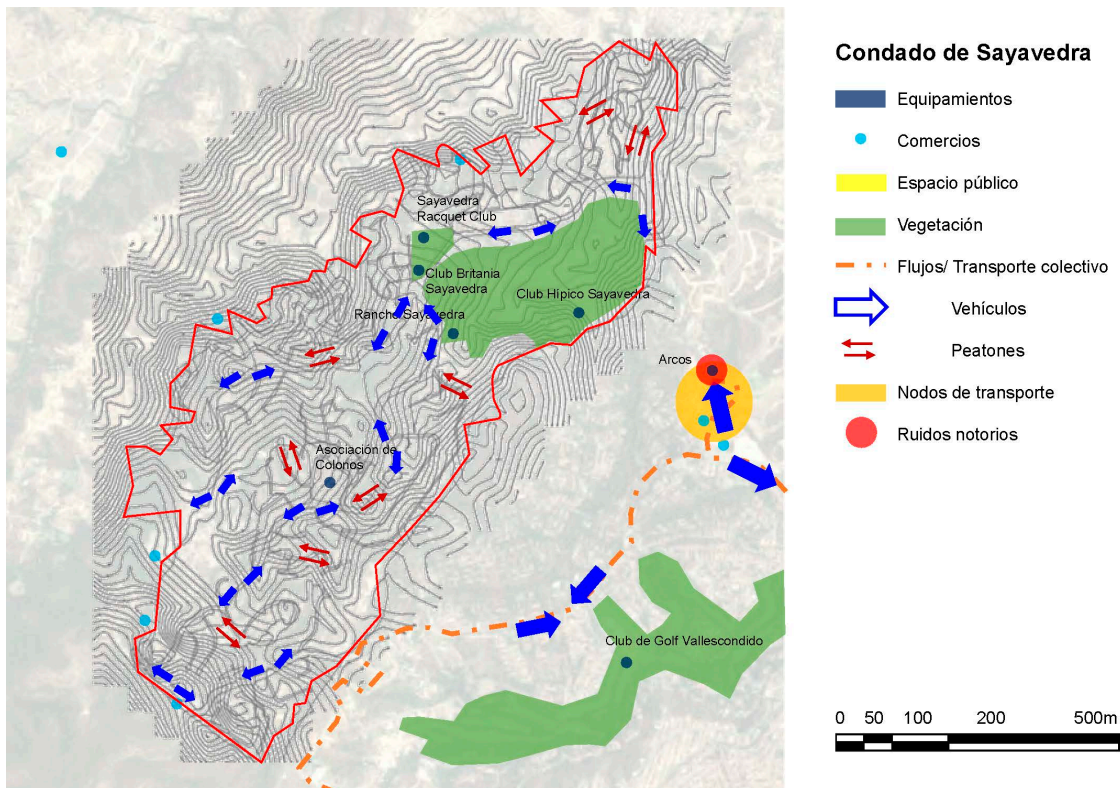 Condado de Sayavedra
Equipamientos
Comercios
Espacio público
Vegetación
Flujos/ Transporte colectivo
Vehículos
Peatones
Nodos de transporte
Ruidos notorios
0 50 100 200 500m
Sayavedra
Racquet Club
Club Britania
Sayavedra
Club Hípico Sayavedra
Rancho Sayavedra
Arcos
Asociación de
Colonos
Club de Golf Vallescondido